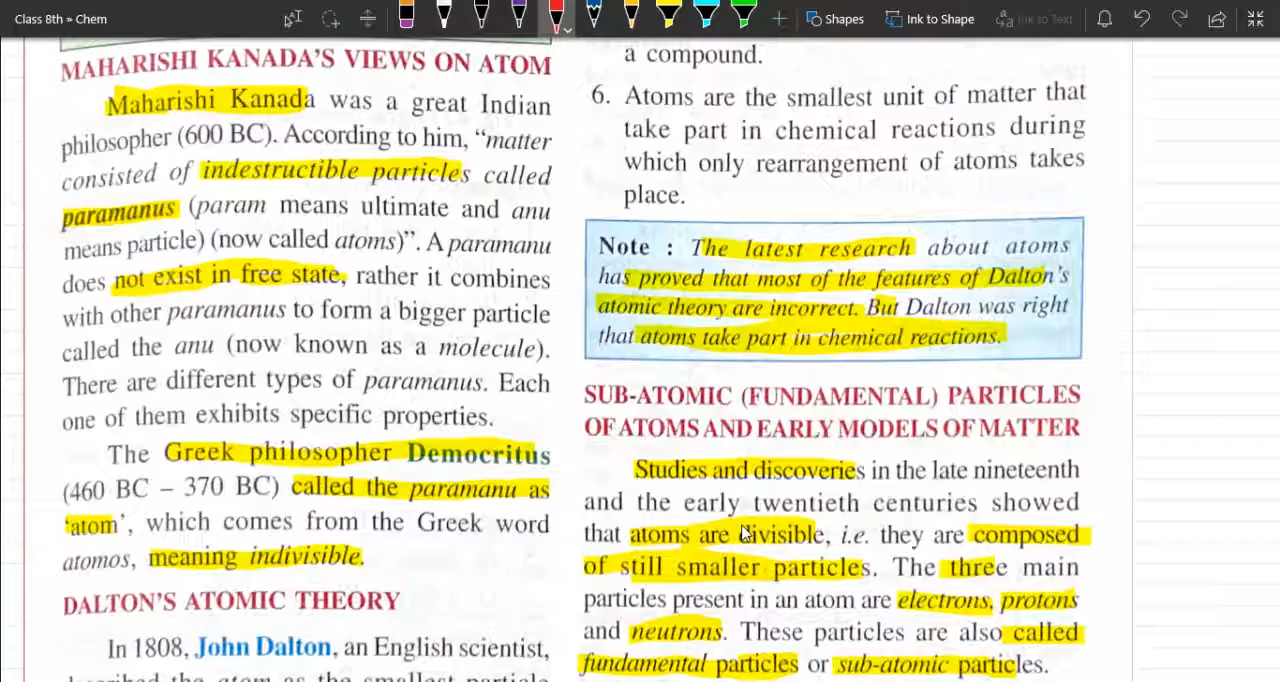 Class 8th » Chem
Shapes
Ink to Shape
Ink to Text
MAHARISHI KANADA'S VIEWS ON ATOM
Maharishi Kanada was a great Indian
philosopher (600 BC). According to him, “matter
consisted of indestructible particles called
paramanus (param means ultimate and anu
means particle) (now called atoms)”. A paramanu
does not exist in free state, rather it combines
with other paramanus to form a bigger particle
called the anu (now known as a molecule).
There are different types of paramanus. Each
one of them exhibits specific properties.
The Greek philosopher Democritus
(460 BC – 370 BC) called the paramanu as
‘atom’, which comes from the Greek word
atomos, meaning indivisible.
DALTON'S ATOMIC THEORY
In 1808, John Dalton, an English scientist,
a compound.
6. Atoms are the smallest unit of matter that
take part in chemical reactions during
which only rearrangement of atoms takes
place.
Note : The latest research about atoms
has proved that most of the features of Dalton's
atomic theory are incorrect. But Dalton was right
that atoms take part in chemical reactions.
SUB-ATOMIC (FUNDAMENTAL) PARTICLES
OF ATOMS AND EARLY MODELS OF MATTER
Studies and discoveries in the late nineteenth
and the early twentieth centuries showed
that atoms are divisible, i.e. they are composed
of still smaller particles. The three main
particles present in an atom are electrons, protons
and neutrons. These particles are also called
fundamental particles or sub-atomic particles.